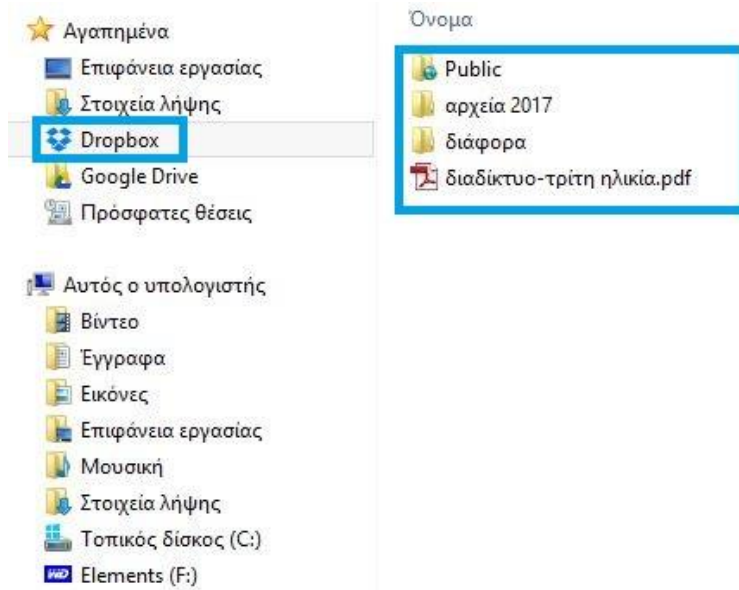 Αγαπημένα
Επιφάνεια εργασίας
Στοιχεία λήψης
Dropbox
Google Drive
Πρόσφατες θέσεις
Αυτός ο υπολογιστής
Βίντεο
Έγγραφα
Εικόνες
Επιφάνεια εργασίας
Μουσική
Στοιχεία λήψης
Τοπικός δίσκος (C:)
WD Elements (F:)
Όνομα
Public
αρχεία 2017
διάφορα
διαδίκτυο-τρίτη ηλικία.pdf